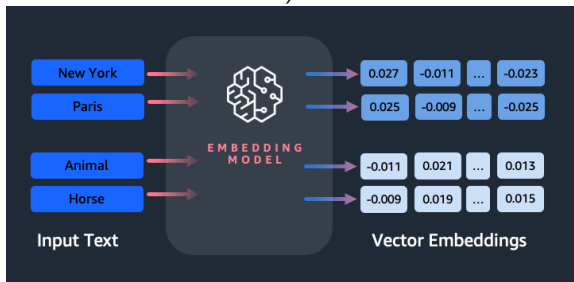 New York 0.027 -0.011 ... -0.023
Paris 0.025 -0.009 ... -0.025
EMBEDDING
MODEL
Animal -0.011 0.021 ... 0.013
Horse -0.009 0.019 ... 0.015
Input Text Vector Embeddings